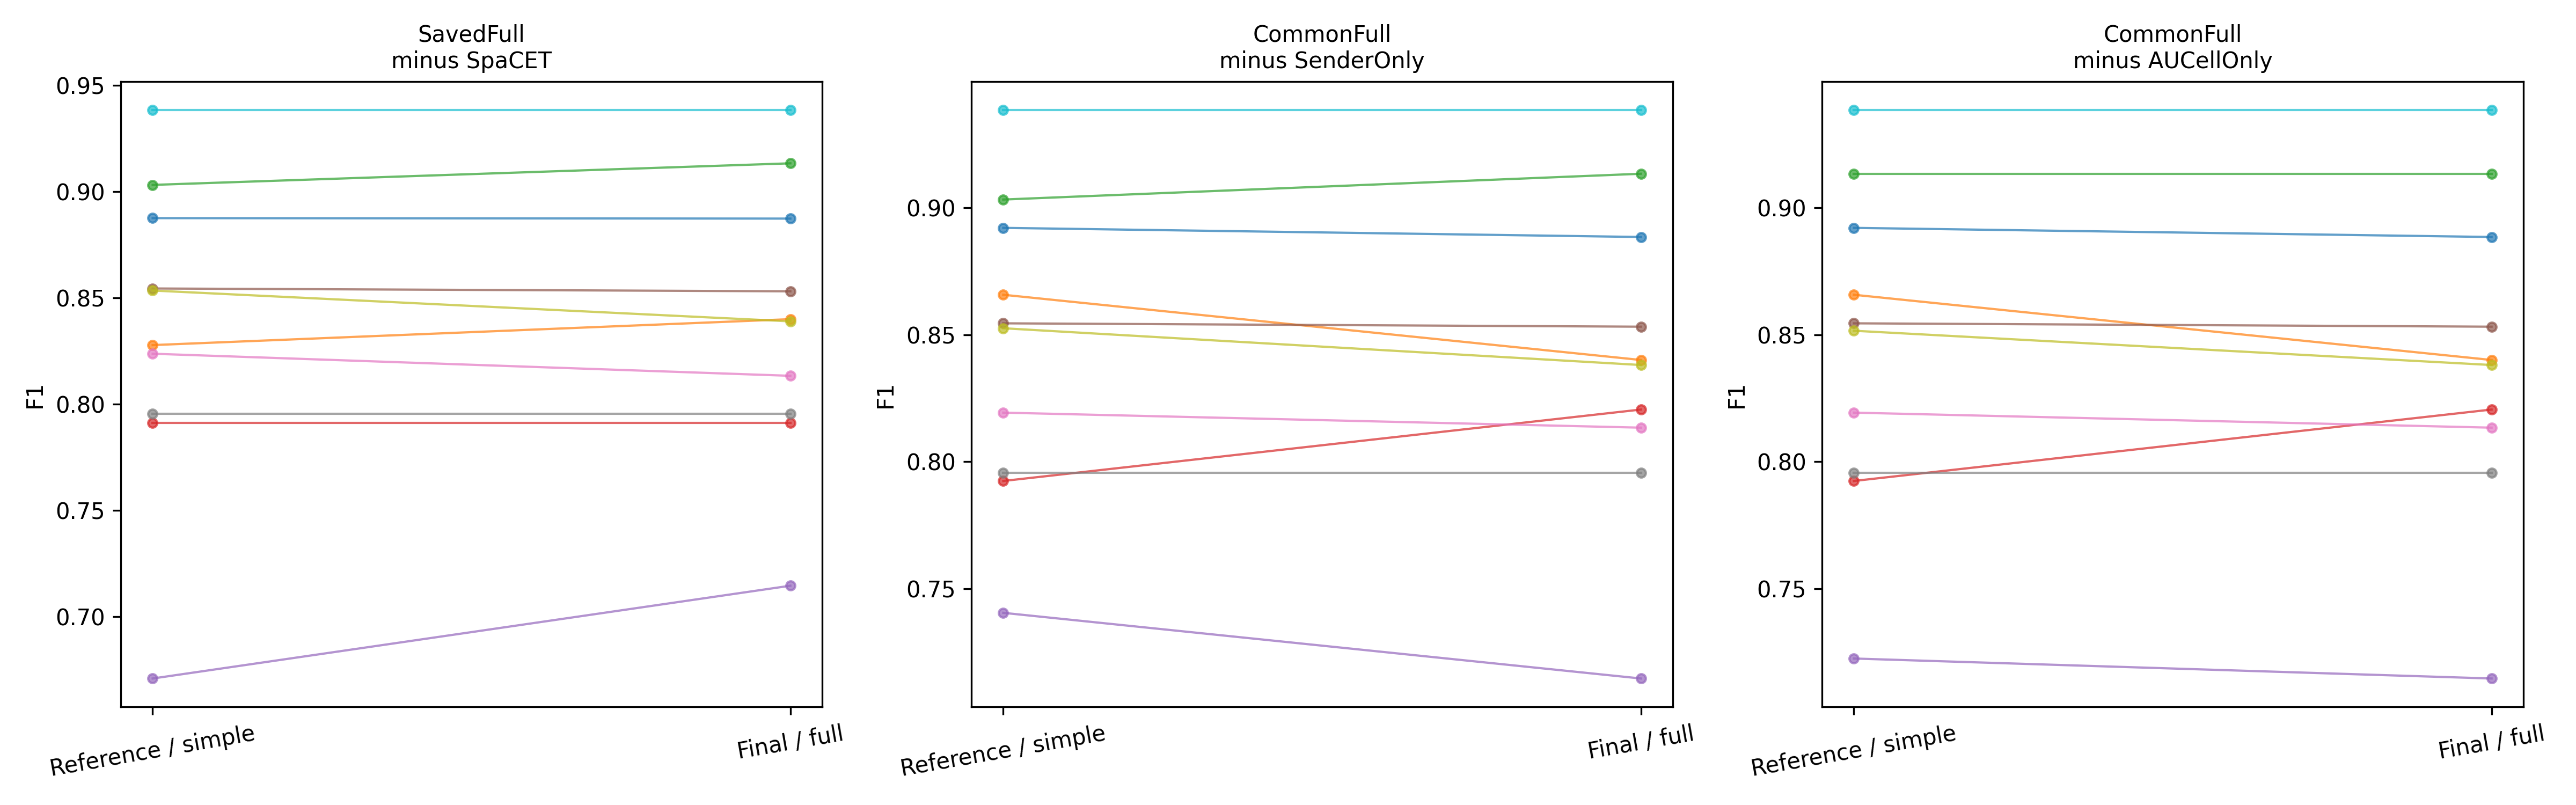 SavedFull
minus SpaCET
CommonFull
minus SenderOnly
CommonFull
minus AUCellOnly
F1
0.95
0.90
0.85
0.80
0.75
0.70
Reference / simple
Final / full
F1
0.90
0.85
0.80
0.75
Reference / simple
Final / full
F1
0.90
0.85
0.80
0.75
Reference / simple
Final / full